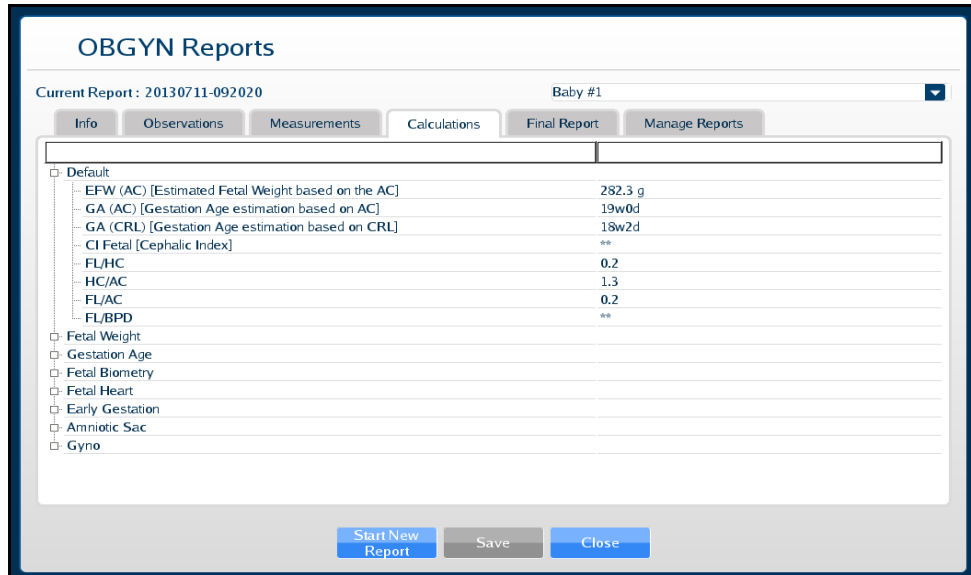 OBGYN Reports
Current Report : 20130711-092020 Baby #1
Info Observations Measurements Calculations Final Report Manage Reports
Default
EFW (AC) [Estimated Fetal Weight based on the AC] 282.3 g
GA (AC) [Gestation Age estimation based on AC] 19w0d
GA (CRL) [Gestation Age estimation based on CRL] 18w2d
CI Fetal [Cephalic Index] **
FL/HC 0.2
HC/AC 1.3
FL/AC 0.2
FL/BPD **
Fetal Weight
Gestation Age
Fetal Biometry
Fetal Heart
Early Gestation
Amniotic Sac
Gyno
Start New
Report
Save
Close